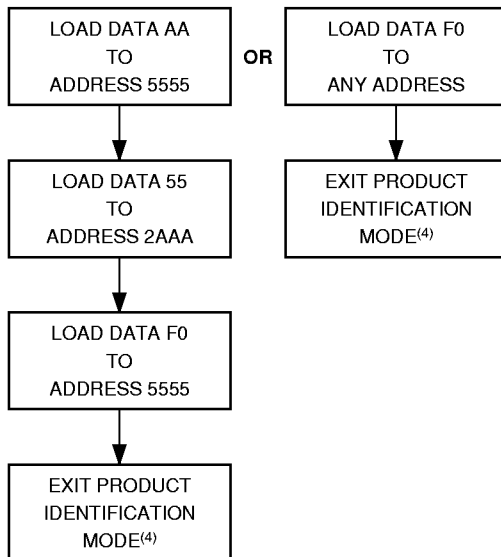 LOAD DATA AA
TO
ADDRESS 5555
LOAD DATA 55
TO
ADDRESS 2AAA
LOAD DATA F0
TO
ADDRESS 5555
EXIT PRODUCT
IDENTIFICATION
MODE(4)
OR
LOAD DATA F0
TO
ANY ADDRESS
EXIT PRODUCT
IDENTIFICATION
MODE(4)